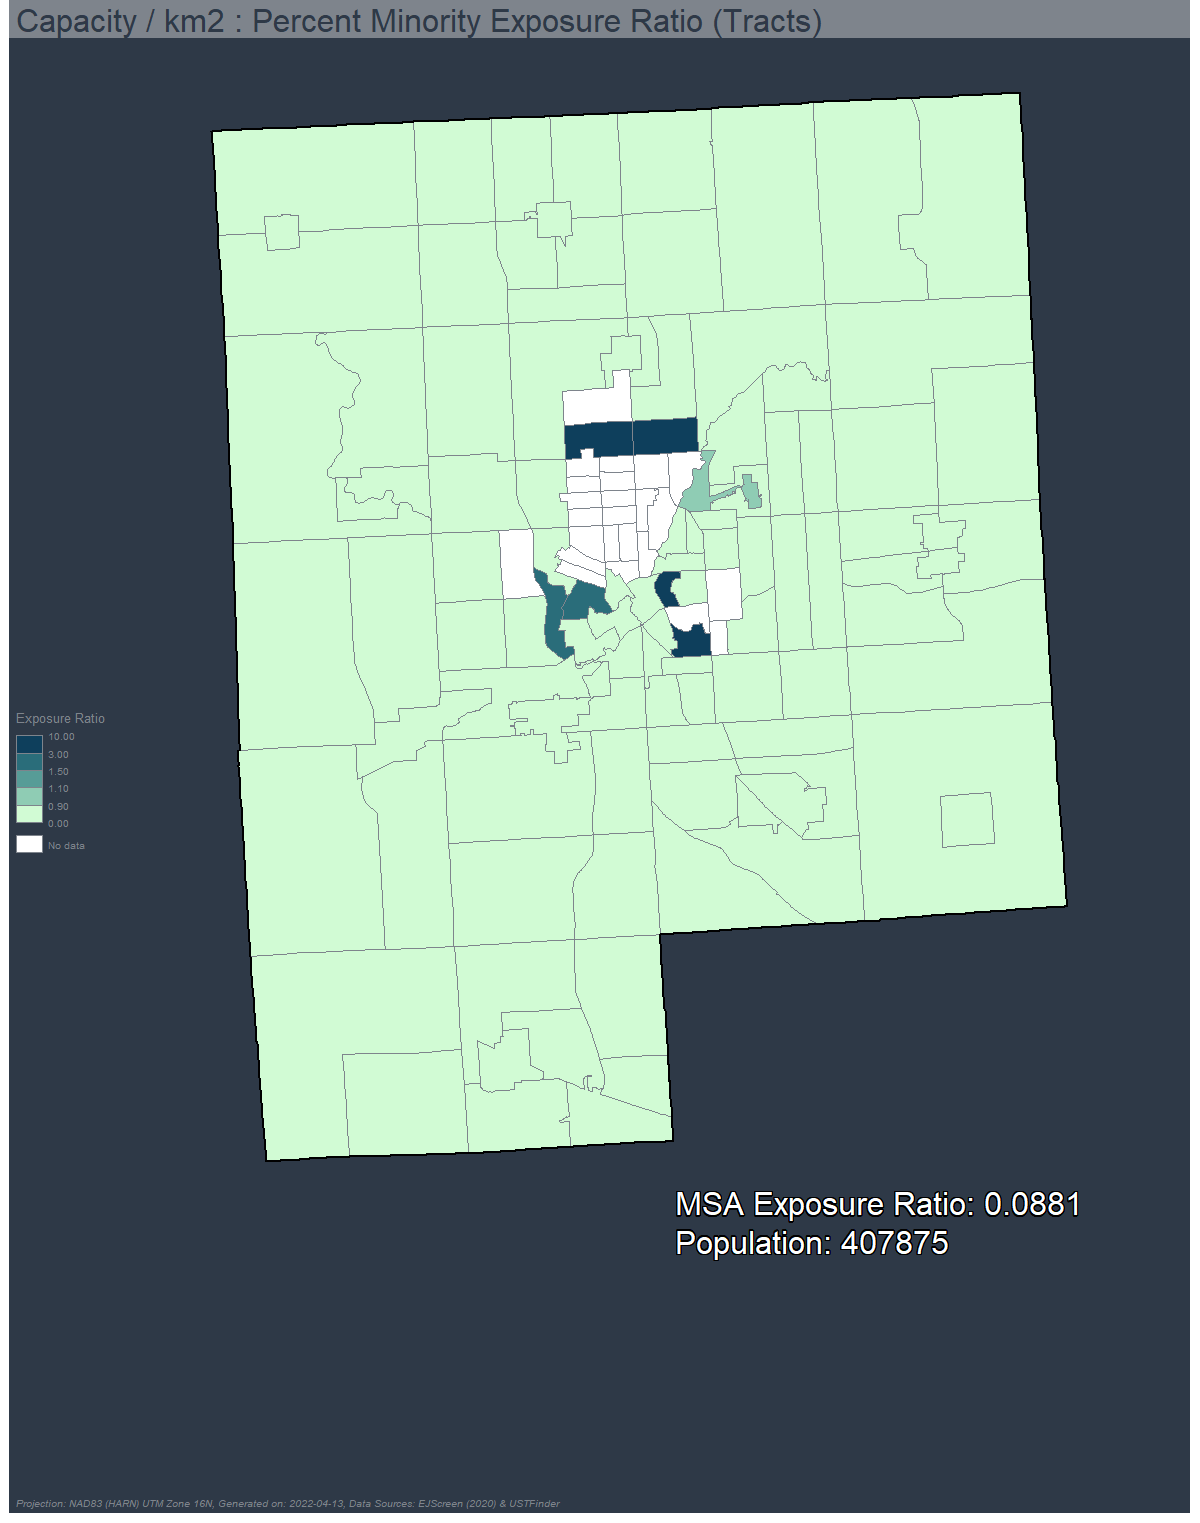 Capacity / km2 : Percent Minority Exposure Ratio (Tracts)
Exposure Ratio
10.00
3.00
1.50
1.10
0.90
0.00
No data
MSA Exposure Ratio: 0.0881
Population: 407875
Projection: NAD83 (HARN) UTM Zone 16N, Generated on: 2022-04-13, Data Sources: EJScreen (2020) & USTFinder